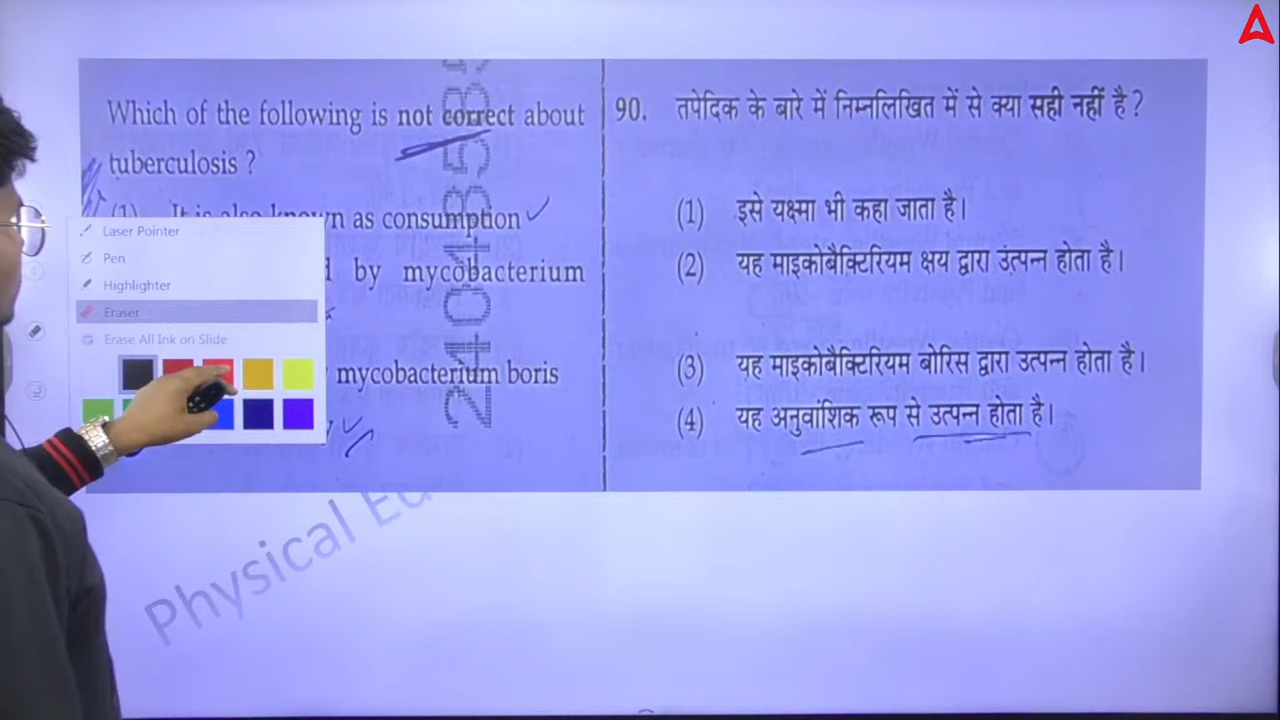 Which of the following is not correct about
tuberculosis ?
(1) It is also known as consumption
by mycobacterium
mycobacterium boris
Laser Pointer
Pen
Highlighter
Eraser
Erase All Ink on Slide
90. तपेदिक के बारे में निम्नलिखित में से क्या सही नहीं है ?
(1) इसे यक्ष्मा भी कहा जाता है।
(2) यह माइकोबैक्टिरियम क्षय द्वारा उंत्पन्न होता है।
(3) यह माइकोबैक्टिरियम बोरिस द्वारा उत्पन्न होता है।
(4) यह अनुवांशिक रूप से उत्पन्न होता है।
Physical